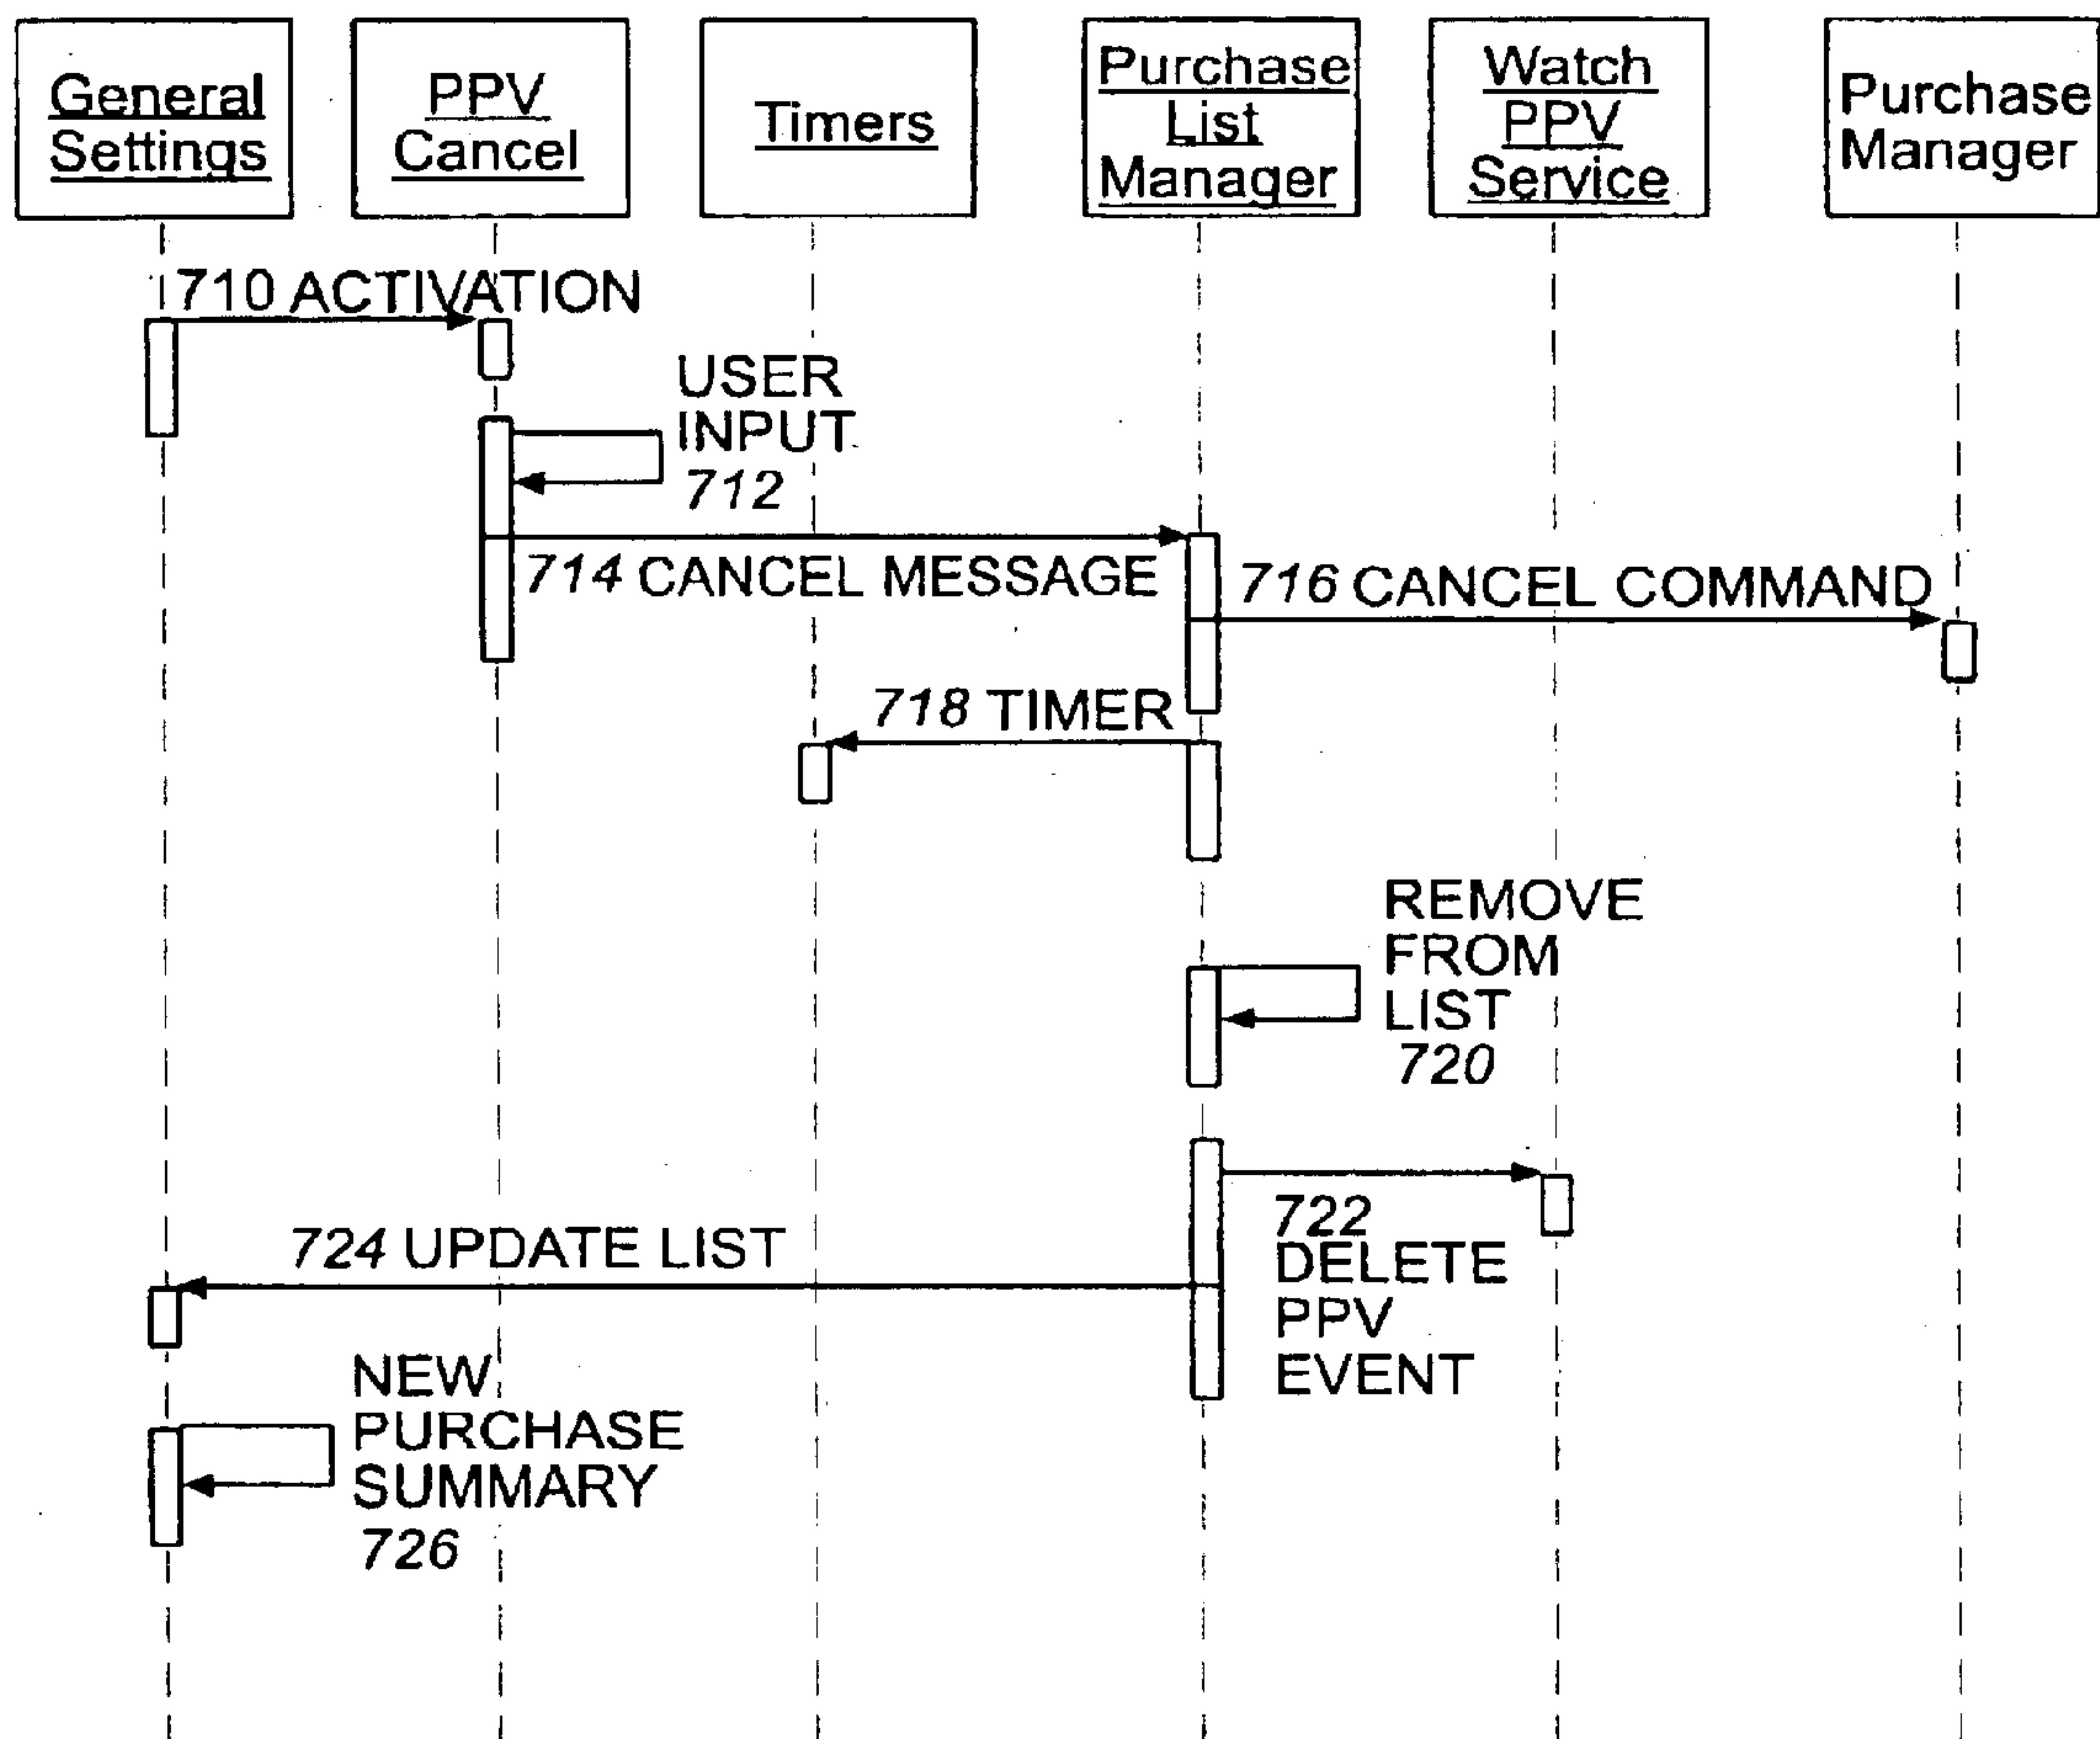 General
Settings
PPV
Cancel
Timers
Purchase
List
Manager
Watch
PPV
Service
Purchase
Manager
710 ACTIVATION
USER
INPUT
712
714 CANCEL MESSAGE
716 CANCEL COMMAND
718 TIMER
REMOVE
FROM
LIST
720
722
DELETE
PPV
EVENT
724 UPDATE LIST
NEW
PURCHASE
SUMMARY
726